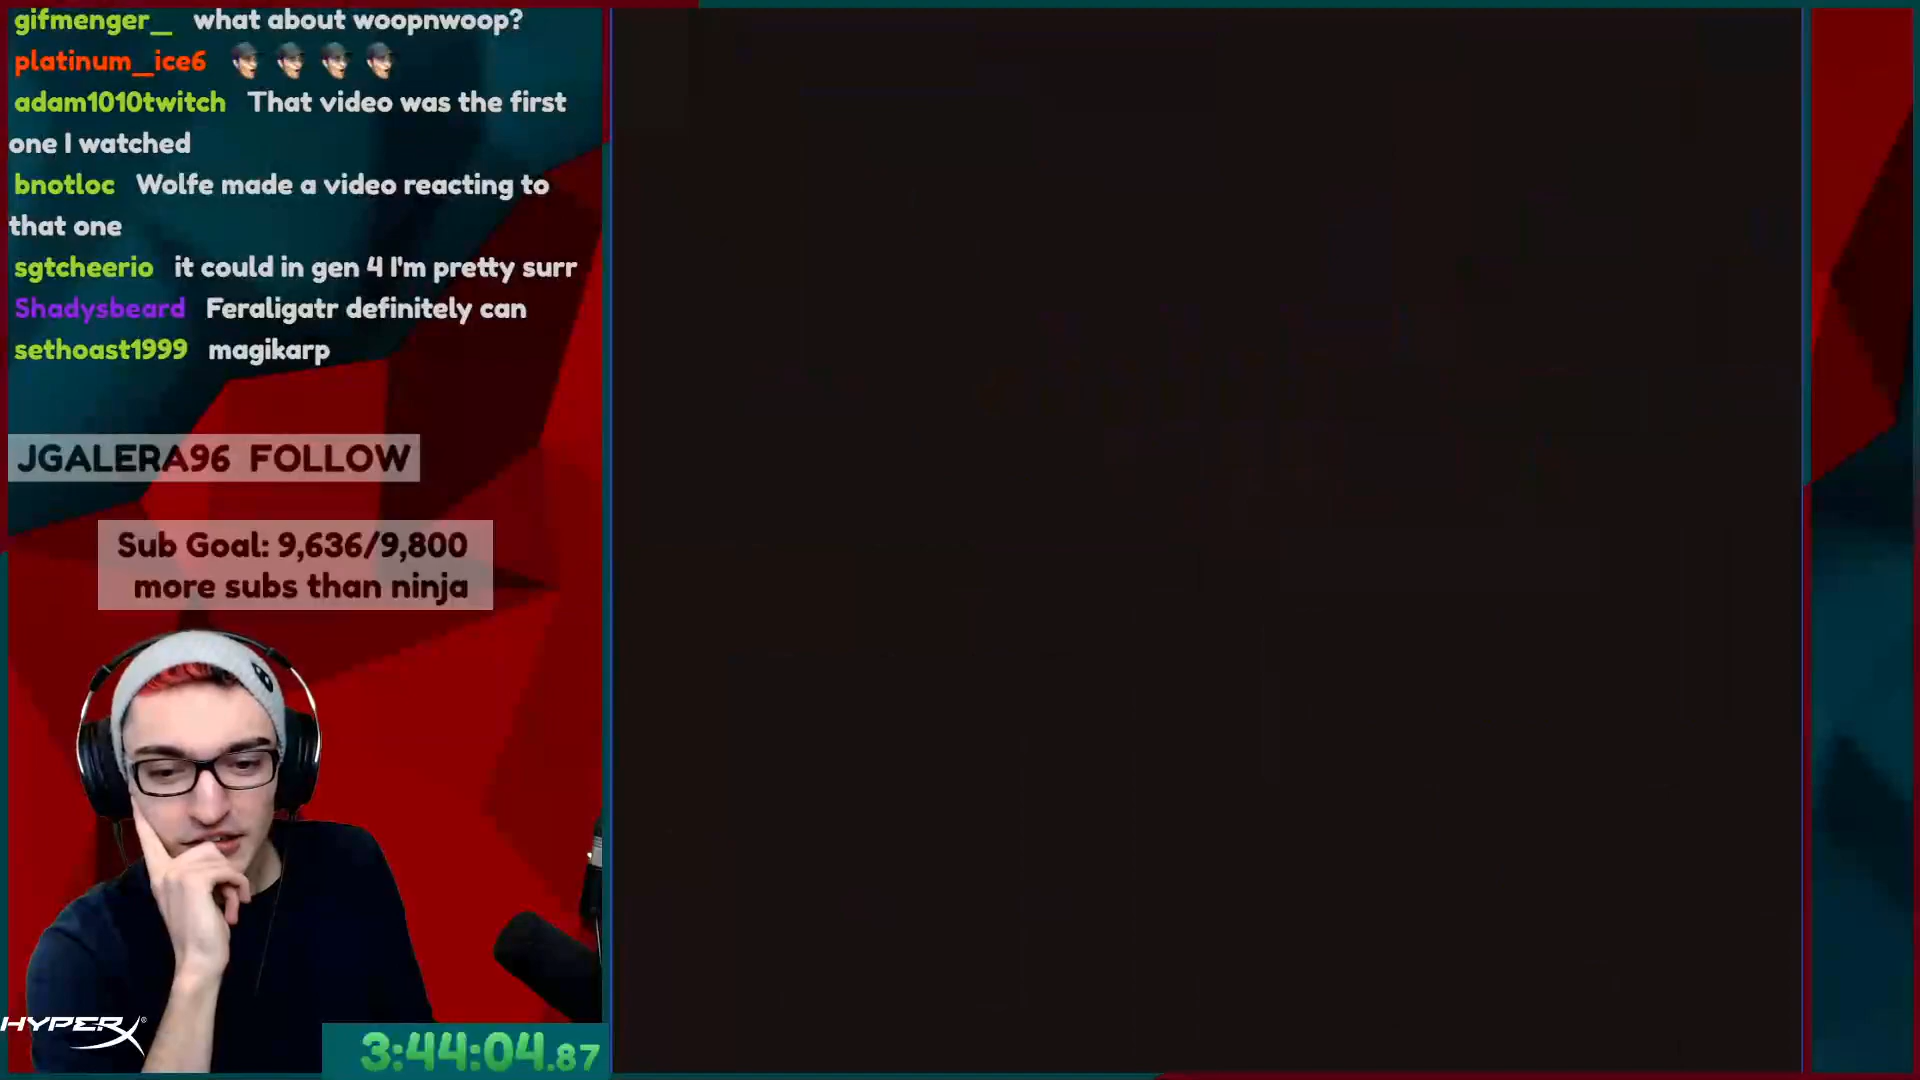 gifmenger_ what about woopnwoop?
platinum_ice6
adam1010twitch That video was the first
one I watched
bnotloc Wolfe made a video reacting to
that one
sgtcheerio it could in gen 4 I'm pretty surr
Shadysbeard Feraligatr definitely can
sethoast1999 magikarp
JGALERA96 FOLLOW
Sub Goal: 9,636/9,800
more subs than ninja
HYPERX®
3:44:04.87